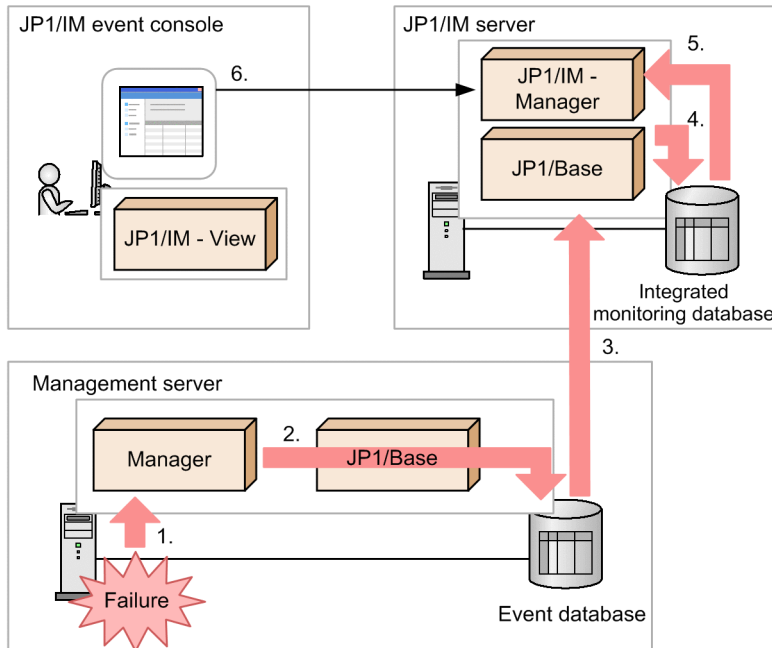 JP1/IM event console
6.
JP1/IM - View
JP1/IM server
5.
JP1/IM -
Manager
4.
JP1/Base
Integrated
monitoring database
3.
Management server
2.
Manager
JP1/Base
1.
Failure
Event database